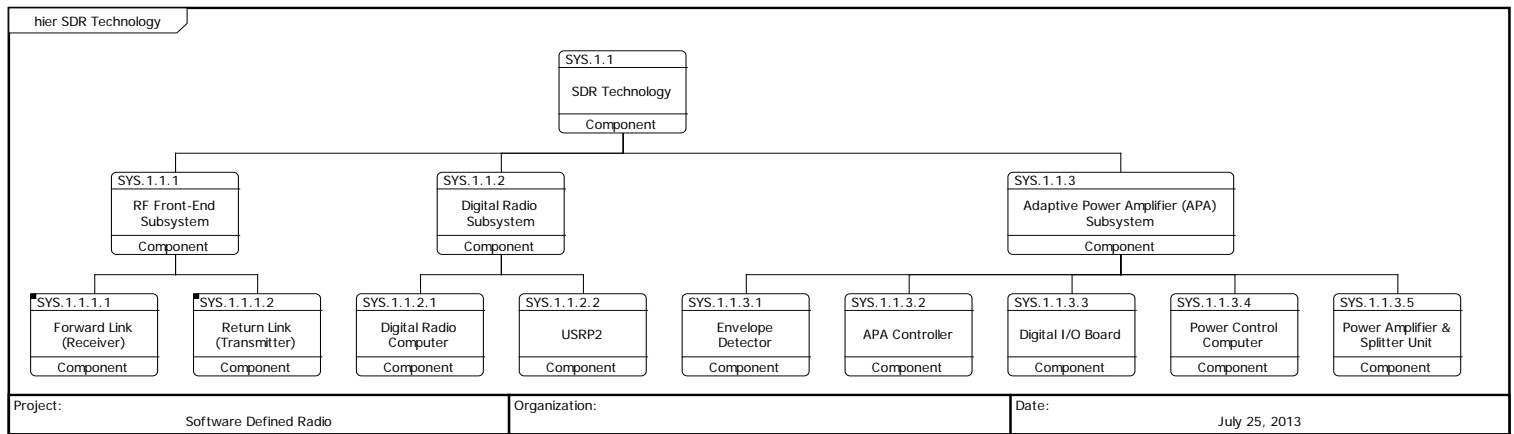 hier SDR Technology
SYS.1.1
SDR Technology
Component
SYS.1.1.1
RF Front-End
Subsystem
Component
SYS.1.1.2
Digital Radio
Subsystem
Component
SYS.1.1.3
Adaptive Power Amplifier (APA)
Subsystem
Component
SYS.1.1.1.1
Forward Link
(Receiver)
Component
SYS.1.1.1.2
Return Link
(Transmitter)
Component
SYS.1.1.2.1
Digital Radio
Computer
Component
SYS.1.1.2.2
USRP2
Component
SYS.1.1.3.1
Envelope
Detector
Component
SYS.1.1.3.2
APA Controller
Component
SYS.1.1.3.3
Digital I/O Board
Component
SYS.1.1.3.4
Power Control
Computer
Component
SYS.1.1.3.5
Power Amplifier &
Splitter Unit
Component
Project:
Software Defined Radio
Organization:
Date:
July 25, 2013